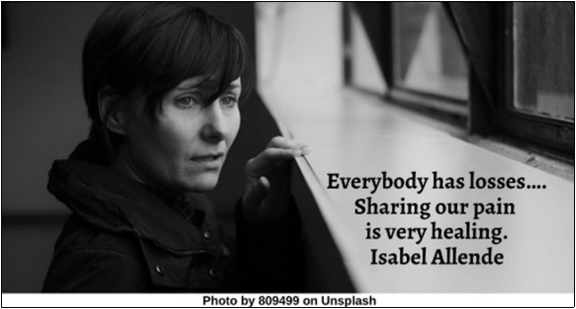 Everybody has losses....
Sharing our pain
is very healing.
Isabel Allende
Photo by 809499 on Unsplash